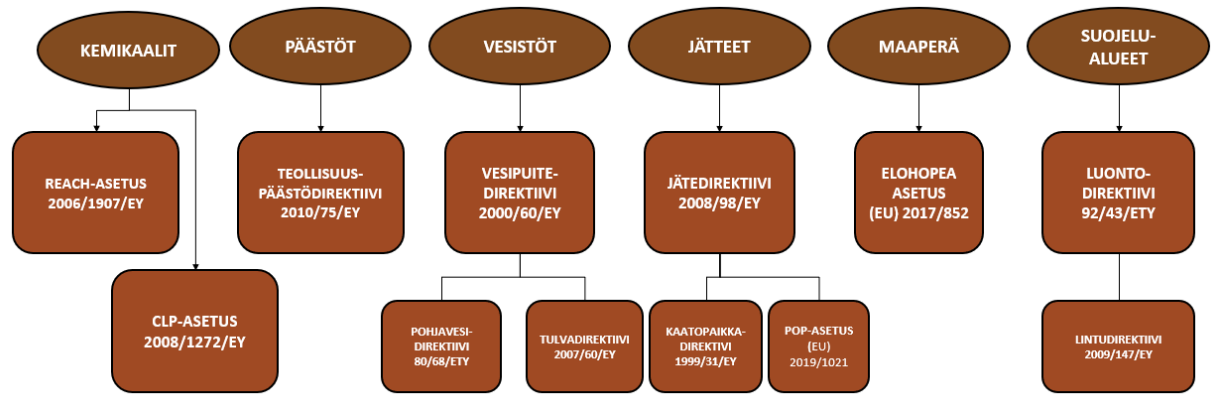 KEMIKAALIT
PÄÄSTÖT
VESISTÖT
JÄTTEET
MAAPERÄ
SUOJELU-
ALUEET
REACH-ASETUS
2006/1907/EY
TEOLLISUUS-
PÄÄSTÖDIREKTIIVI
2010/75/EY
VESIPUITE-
DIREKTIIVI
2000/60/EY
JÄTEDIREKTIIVI
2008/98/EY
ELOHOPEA
ASETUS
(EU) 2017/852
LUONTO-
DIREKTIIVI
92/43/ETY
CLP-ASETUS
2008/1272/EY
POHJAVESI-
DIREKTIIVI
80/68/ETY
TULVADIREKTIIVI
2007/60/EY
KAATOPAIKKA-
DIREKTIVI
1999/31/EY
POP-ASETUS
(EU)
2019/1021
LINTUDIREKTIIVI
2009/147/EY